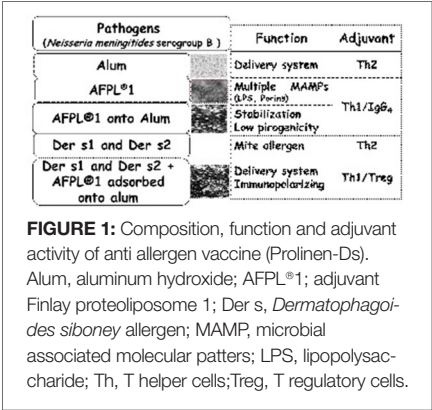 Pathogens
(Neisseria meningitides serogroup B )
Function
Adjuvant
Alum
Delivery system
Th2
AFPL®1
Multiple MAMPs
(LPS, Porins)
Th1/IgG₄
AFPL®1 onto Alum
Stabilization
Low pirogenicity
Der s1 and Der s2
Mite allergen
Th2
Der s1 and Der s2 +
AFPL®1 adsorbed
onto alum
Delivery system
Immunopolarizing
Th1/Treg
FIGURE 1: Composition, function and adjuvant
activity of anti allergen vaccine (Prolinen-Ds).
Alum, aluminum hydroxide; AFPL®1; adjuvant
Finlay proteoliposome 1; Der s, Dermatophagoi-
des siboney allergen; MAMP, microbial
associated molecular patters; LPS, lipopolysac-
charide; Th, T helper cells;Treg, T regulatory cells.